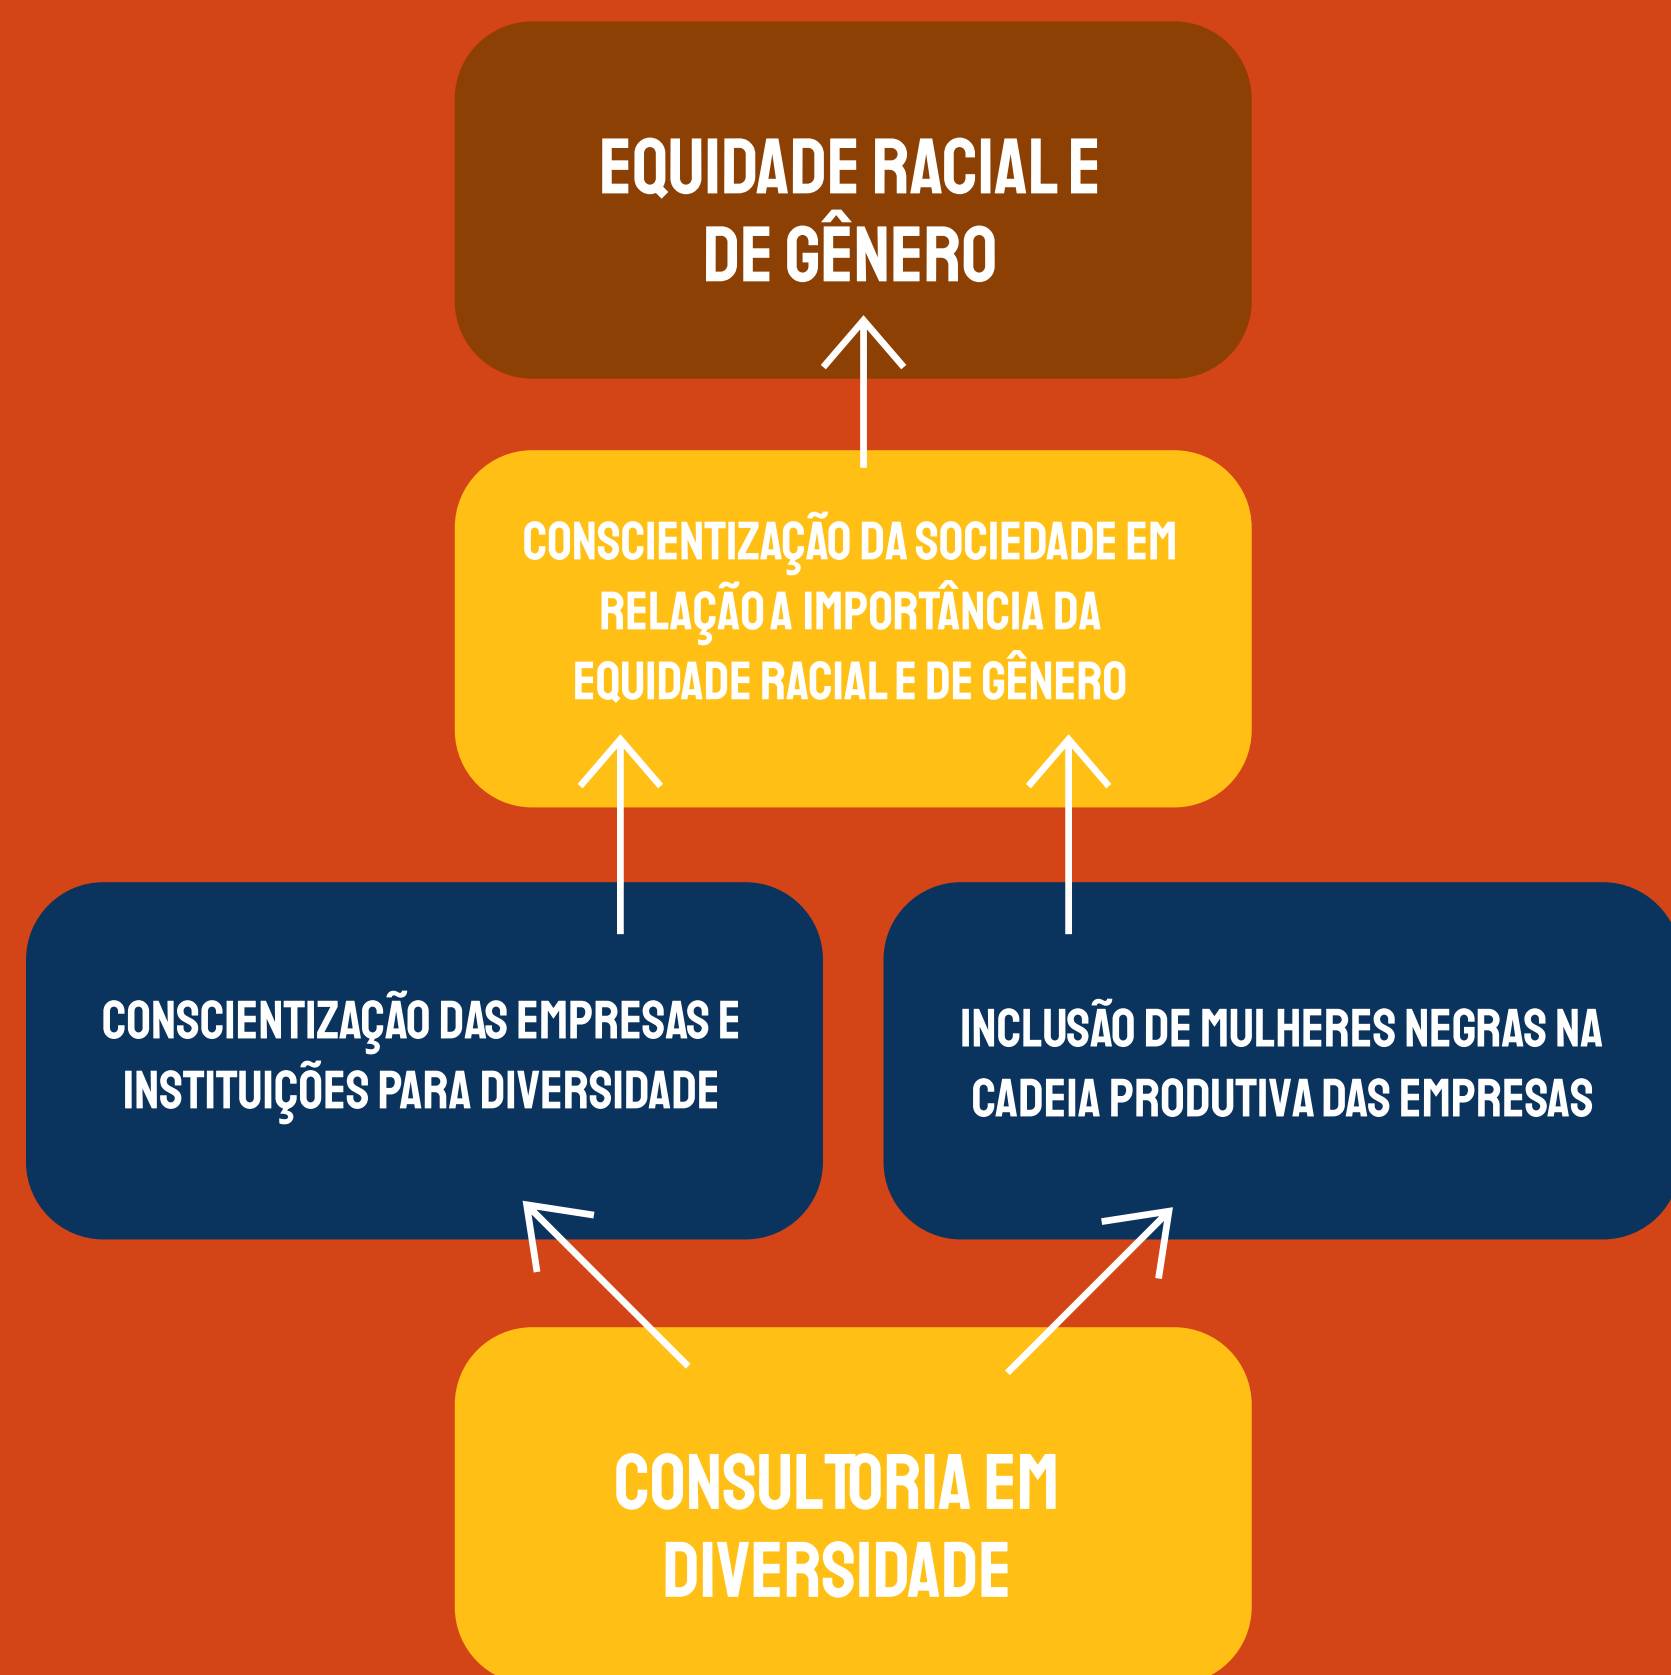 EQUIDADE RACIAL E
DE GÊNERO
CONSCIENTIZAÇÃO DA SOCIEDADE EM
RELAÇÃO A IMPORTÂNCIA DA
EQUIDADE RACIAL E DE GÊNERO
CONSCIENTIZAÇÃO DAS EMPRESAS E
INSTITUIÇÕES PARA DIVERSIDADE
INCLUSÃO DE MULHERES NEGRAS NA
CADEIA PRODUTIVA DAS EMPRESAS
CONSULTORIA EM
DIVERSIDADE